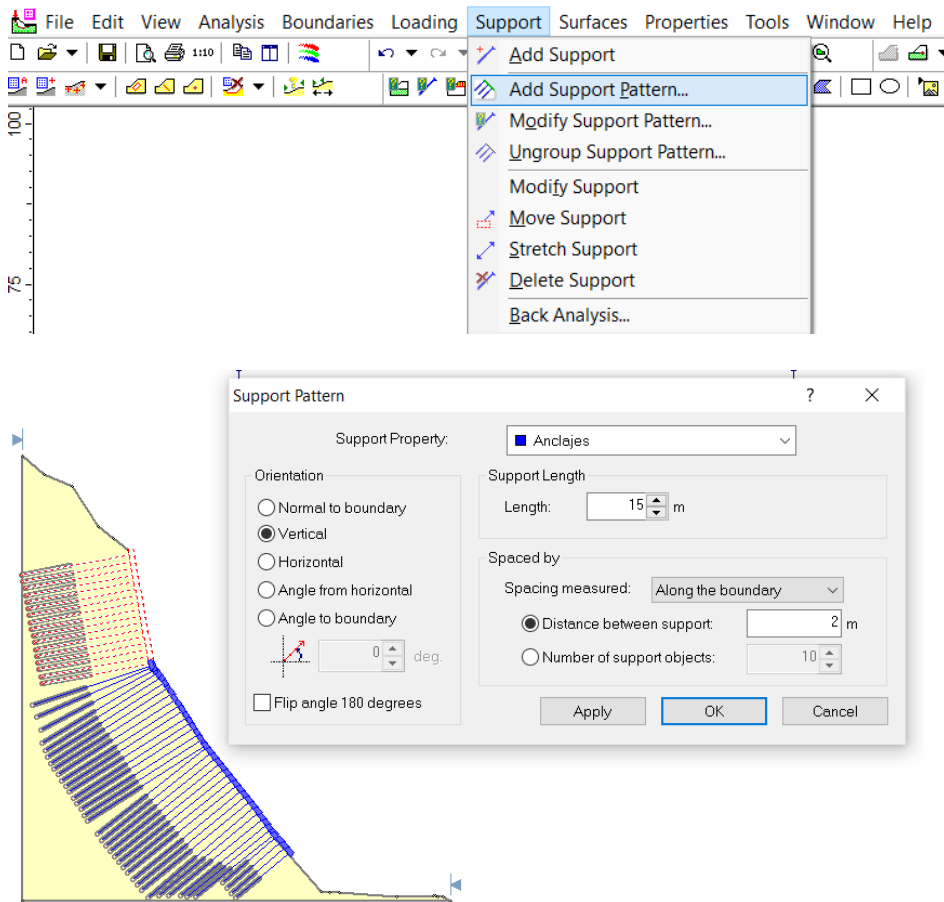 File Edit View Analysis Boundaries Loading Support Surfaces Properties Tools Window Help
1:10
Add Support
Add Support Pattern...
Modify Support Pattern...
Ungroup Support Pattern...
Modify Support
Move Support
Stretch Support
Delete Support
Back Analysis...
100
75
Support Pattern ?
Support Property: Anclajes
Orientation
Normal to boundary
Vertical
Horizontal
Angle from horizontal
Angle to boundary
0 deg.
Flip angle 180 degrees
Support Length
Length: 15 m
Spaced by
Spacing measured: Along the boundary
Distance between support: 2 m
Number of support objects: 10
Apply OK Cancel